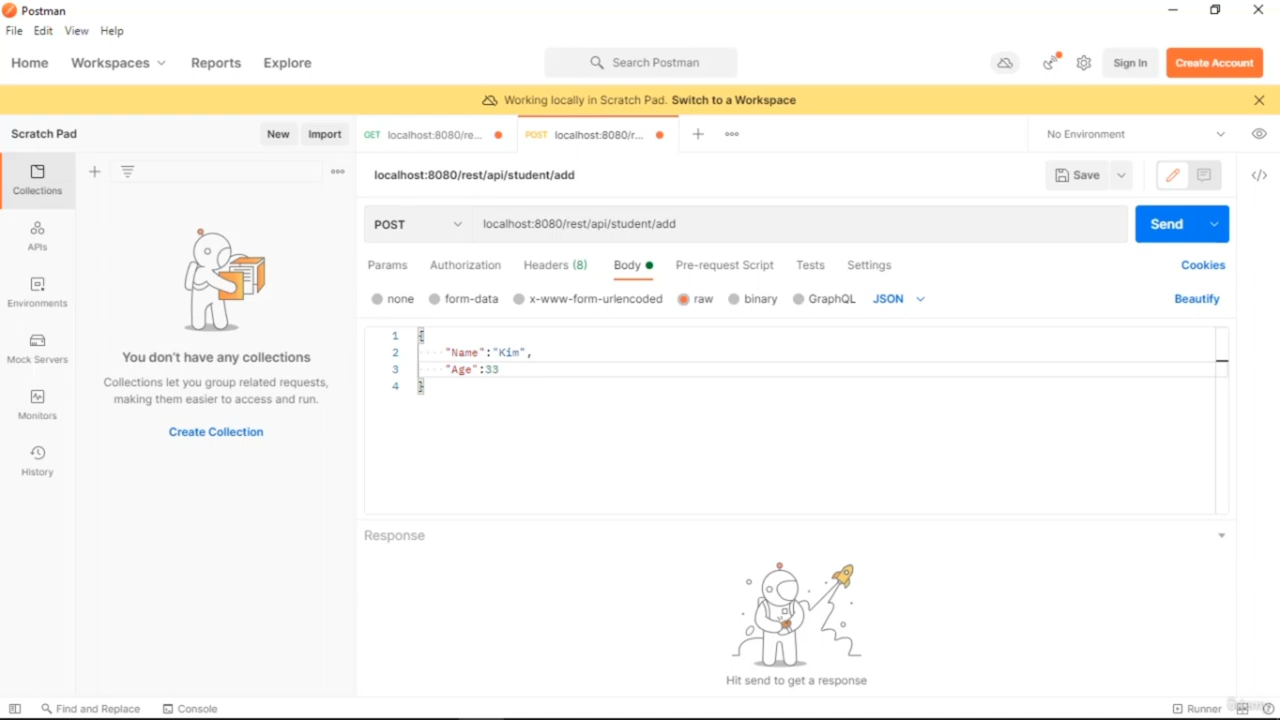 Postman
File Edit View Help
Home Workspaces Reports Explore Search Postman Sign In Create Account
Working locally in Scratch Pad. Switch to a Workspace
Scratch Pad New Import GET localhost:8080/re... POST localhost:8080/r... No Environment
Collections
APIs
Environments
Mock Servers
Monitors
History
You don't have any collections
Collections let you group related requests,
making them easier to access and run.
Create Collection
localhost:8080/rest/api/student/add Save
POST localhost:8080/rest/api/student/add Send
Params Authorization Headers (8) Body Pre-request Script Tests Settings Cookies
none form-data x-www-form-urlencoded raw binary GraphQL JSON Beautify
1 {
2 "Name":"Kim",
3 "Age":33
4 }
Response
Hit send to get a response
Find and Replace Console Runner